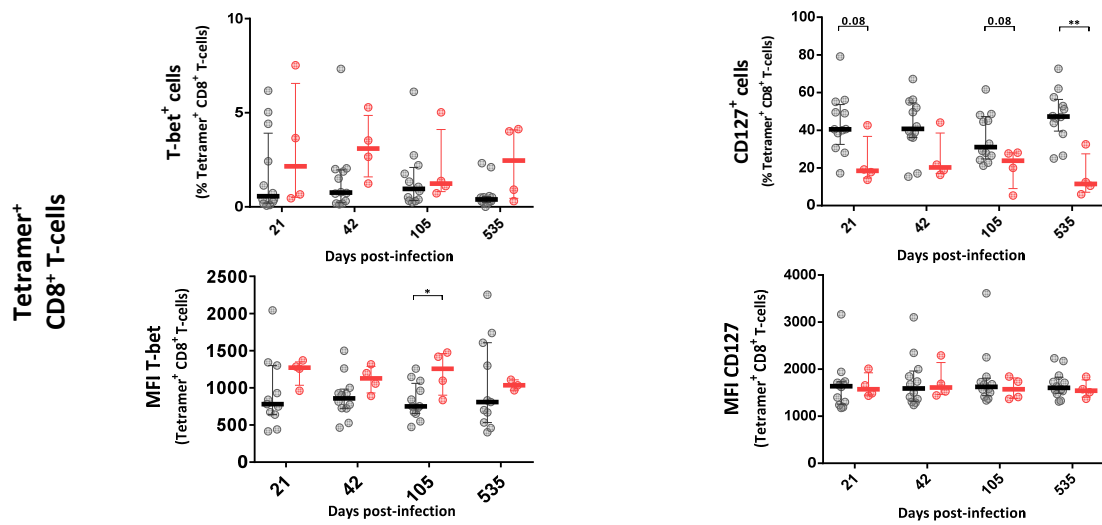 Tetramer+
CD8+ T-cells
T-bet+ cells
(% Tetramer+ CD8+ T-cells)
10
5
0
21
42
105
535
Days post-infection
CD127+ cells
(% Tetramer+ CD8+ T-cells)
100
80
60
40
20
0
0.08
0.08
**
21
42
105
535
Days post-infection
MFI T-bet
(Tetramer+ CD8+ T-cells)
2500
2000
1500
1000
500
0
*
21
42
105
535
Days post-infection
MFI CD127
(Tetramer+ CD8+ T-cells)
4000
3000
2000
1000
0
21
42
105
535
Days post-infection